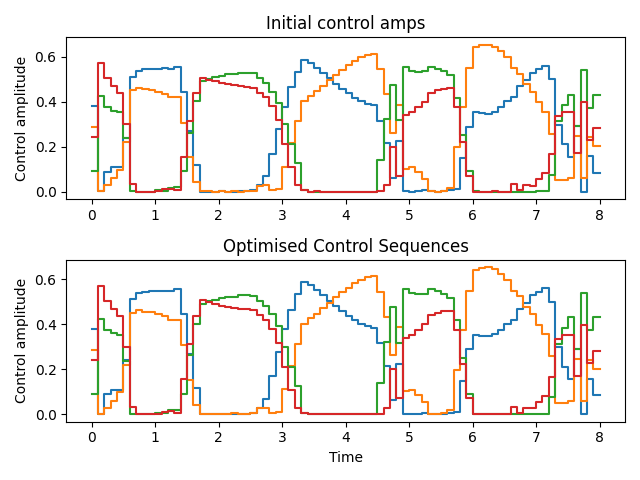 Initial control amps
Control amplitude
0.6
0.4
0.2
0.0
0 1 2 3 4 5 6 7 8
Optimised Control Sequences
Control amplitude
0.6
0.4
0.2
0.0
0 1 2 3 4 5 6 7 8
Time